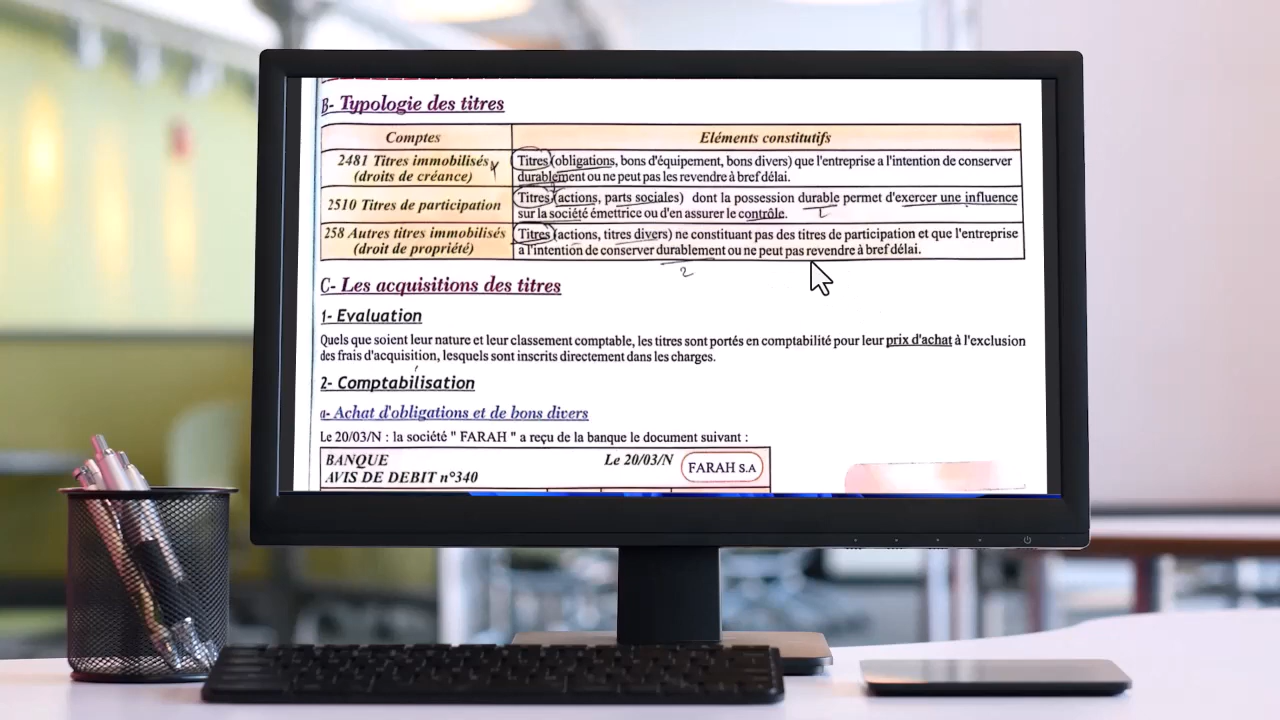 B- Typologie des titres
Comptes
Eléments constitutifs
2481 Titres immobilisés
(droits de créance)
Titres (obligations, bons d'équipement, bons divers) que l'entreprise a l'intention de conserver
durablement ou ne peut pas les revendre à bref délai.
2510 Titres de participation
Titres (actions, parts sociales) dont la possession durable permet d'exercer une influence
sur la société émettrice ou d'en assurer le contrôle.
258 Autres titres immobilisés
(droit de propriété)
Titres (actions, titres divers) ne constituant pas des titres de participation et que l'entreprise
a l'intention de conserver durablement ou ne peut pas revendre à bref délai.
2
C- Les acquisitions des titres
1- Evaluation
Quels que soient leur nature et leur classement comptable, les titres sont portés en comptabilité pour leur prix d'achat à l'exclusion
des frais d'acquisition, lesquels sont inscrits directement dans les charges.
2- Comptabilisation
a- Achat d'obligations et de bons divers
Le 20/03/N : la société " FARAH " a reçu de la banque le document suivant :
BANQUE
Le 20/03/N
FARAH S.A
AVIS DE DEBIT n°340